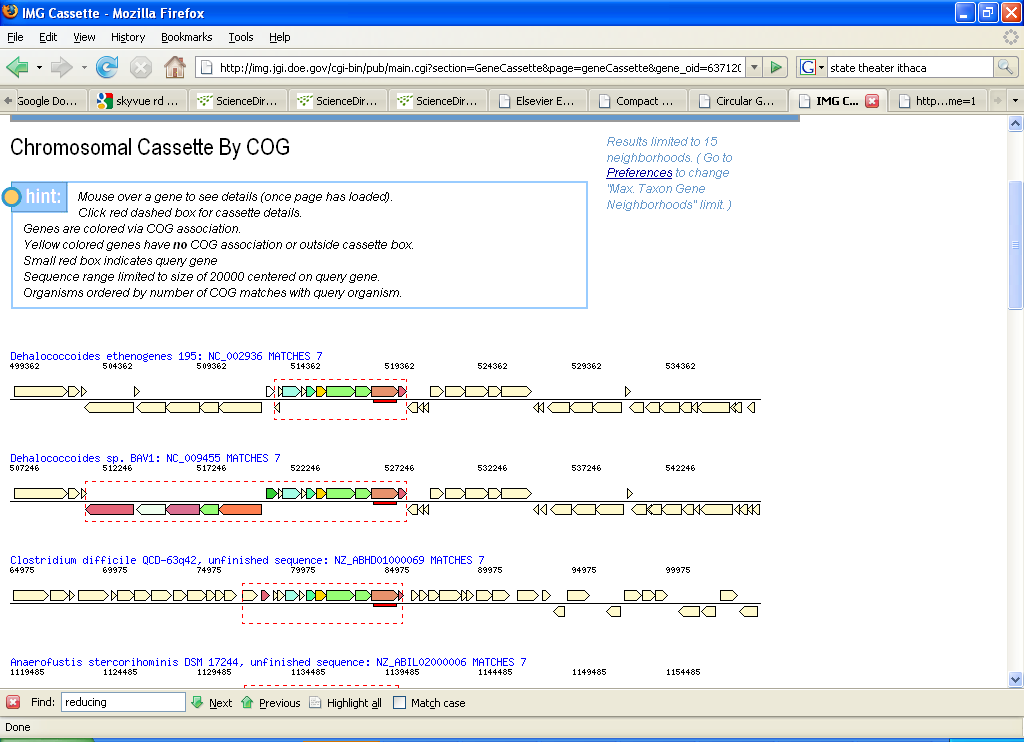 IMG Cassette - Mozilla Firefox
File Edit View History Bookmarks Tools Help
http://img.jgi.doe.gov/cgi-bin/pub/main.cgi?section=GeneCassette&page=geneCassette&gene_oid=637120
G state theater ithaca
Google Do... skyvue rd ... ScienceDir... ScienceDir... ScienceDir... Elsevier E... Compact ... Circular G... IMG C... http...me=1
Chromosomal Cassette By COG
Results limited to 15
neighborhoods. ( Go to
Preferences to change
"Max. Taxon Gene
Neighborhoods" limit. )
hint: Mouse over a gene to see details (once page has loaded).
Click red dashed box for cassette details.
Genes are colored via COG association.
Yellow colored genes have no COG association or outside cassette box.
Small red box indicates query gene
Sequence range limited to size of 20000 centered on query gene.
Organisms ordered by number of COG matches with query organism.
Dehalococcoides ethenogenes 195: NC_002936 MATCHES 7
499362 504362 509362 514362 519362 524362 529362 534362
Dehalococcoides sp. BAV1: NC_009455 MATCHES 7
507246 512246 517246 522246 527246 532246 537246 542246
Clostridium difficile QCD-63q42, unfinished sequence: NZ_ABHD01000069 MATCHES 7
64975 69975 74975 79975 84975 89975 94975 99975
Anaerofustis stercorihominis DSM 17244, unfinished sequence: NZ_ABIL02000006 MATCHES 7
1119485 1124485 1129485 1134485 1139485 1144485 1149485 1154485
Find: reducing Next Previous Highlight all Match case
Done